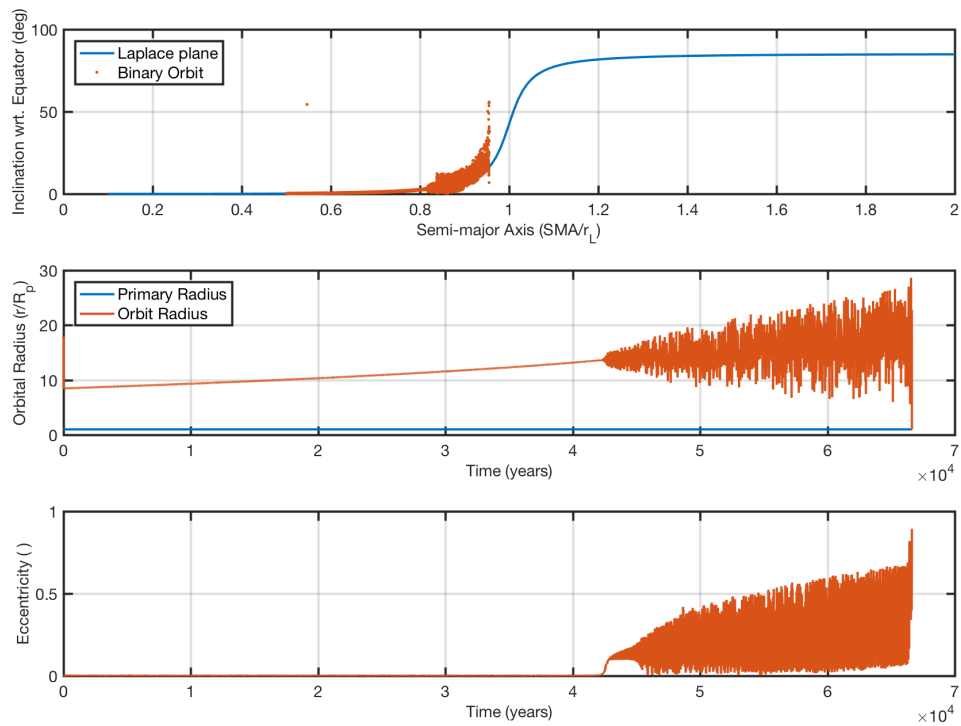 Inclination wrt. Equator (deg)
100
50
0
Laplace plane
Binary Orbit
0 0.2 0.4 0.6 0.8 1 1.2 1.4 1.6 1.8 2
Semi-major Axis (SMA/r_L)
Orbital Radius (r/R_p)
30
20
10
0
Primary Radius
Orbit Radius
0 1 2 3 4 5 6 7
Time (years)
×10^4
Eccentricity ( )
1
0.5
0
0 1 2 3 4 5 6 7
Time (years)
×10^4